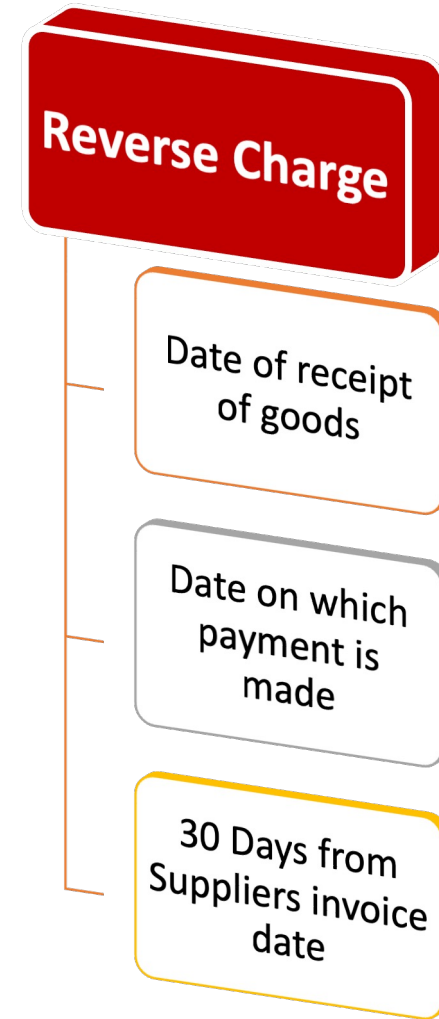 Reverse Charge
Date of receipt
of goods
Date on which
payment is
made
30 Days from
Suppliers invoice
date